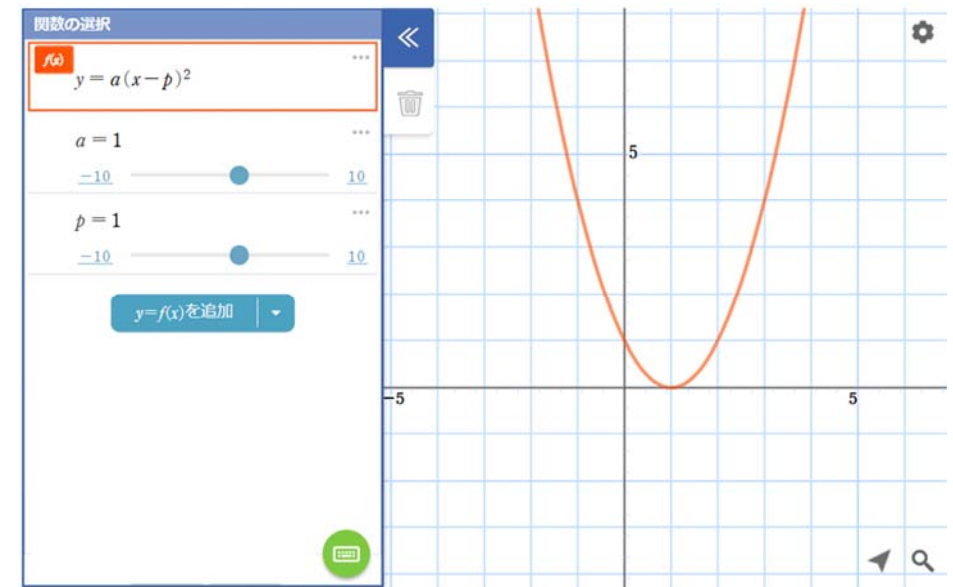 関数の選択
f(x)
y = a(x−p)²
a = 1
−10 10
p = 1
−10 10
y=f(x)を追加
5
−5 5